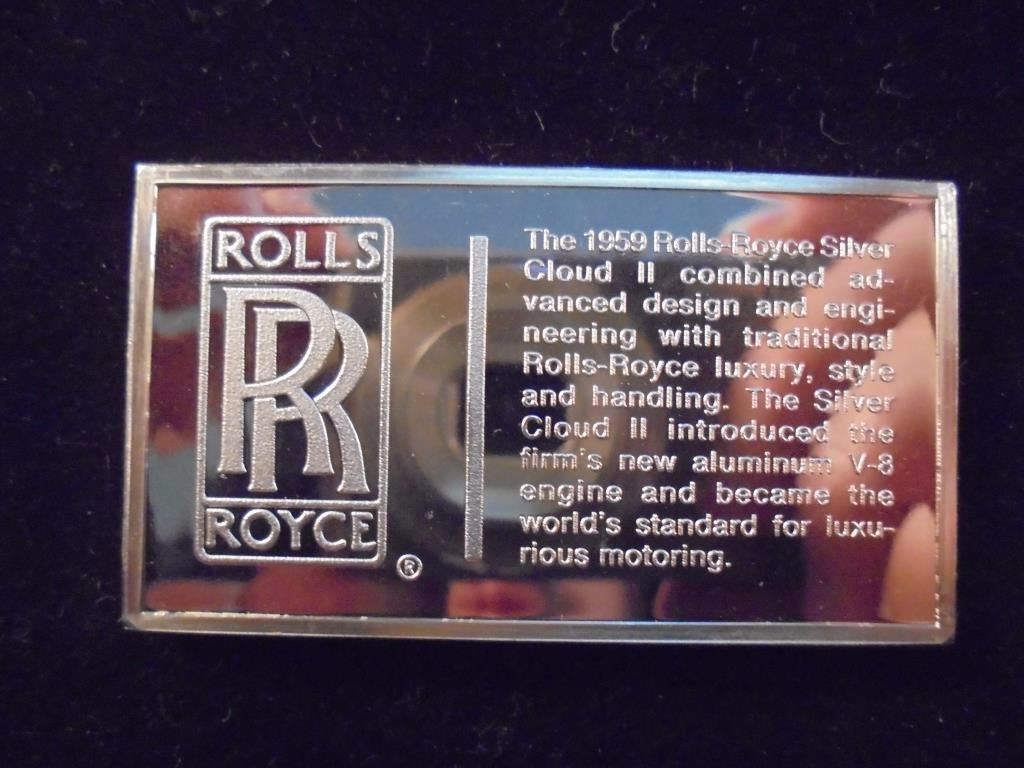 ROLLS
RR
ROYCE
®
The 1959 Rolls-Royce Silver
Cloud II combined ad-
vanced design and engi-
neering with traditional
Rolls-Royce luxury, style
and handling. The Silver
Cloud II introduced the
firm's new aluminum V-8
engine and became the
world's standard for luxu-
rious motoring.